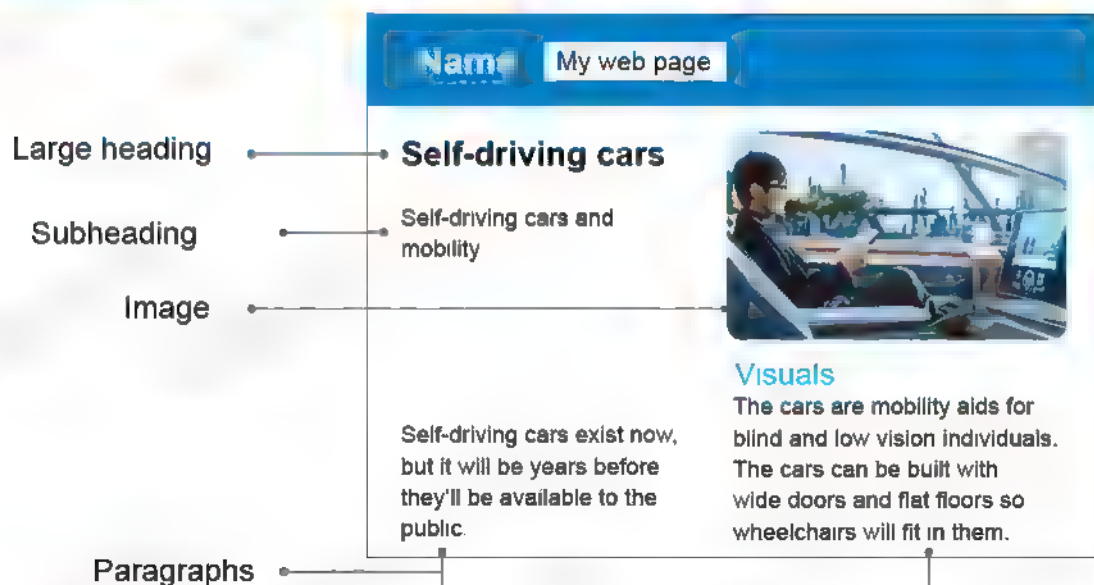 Name
My web page
Large heading
Self-driving cars
Subheading
Self-driving cars and
mobility
Image
Visuals
The cars are mobility aids for
blind and low vision individuals.
The cars can be built with
wide doors and flat floors so
wheelchairs will fit in them.
Self-driving cars exist now,
but it will be years before
they'll be available to the
public.
Paragraphs